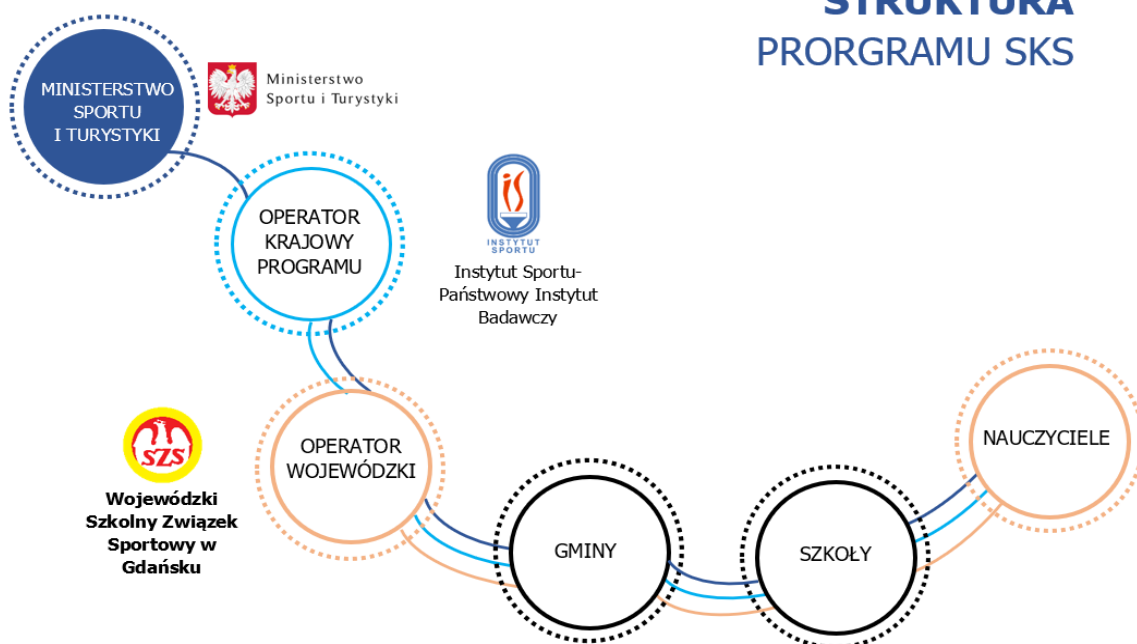 STRUKTURA
PRORGRAMU SKS
MINISTERSTWO
SPORTU
I TURYSTYKI
Ministerstwo
Sportu i Turystyki
OPERATOR
KRAJOWY
PROGRAMU
INSTYTUT
SPORTU
Instytut Sportu-
Państwowy Instytut
Badawczy
OPERATOR
WOJEWÓDZKI
SZS
Wojewódzki
Szkolny Związek
Sportowy w
Gdańsku
GMINY
SZKOŁY
NAUCZYCIELE